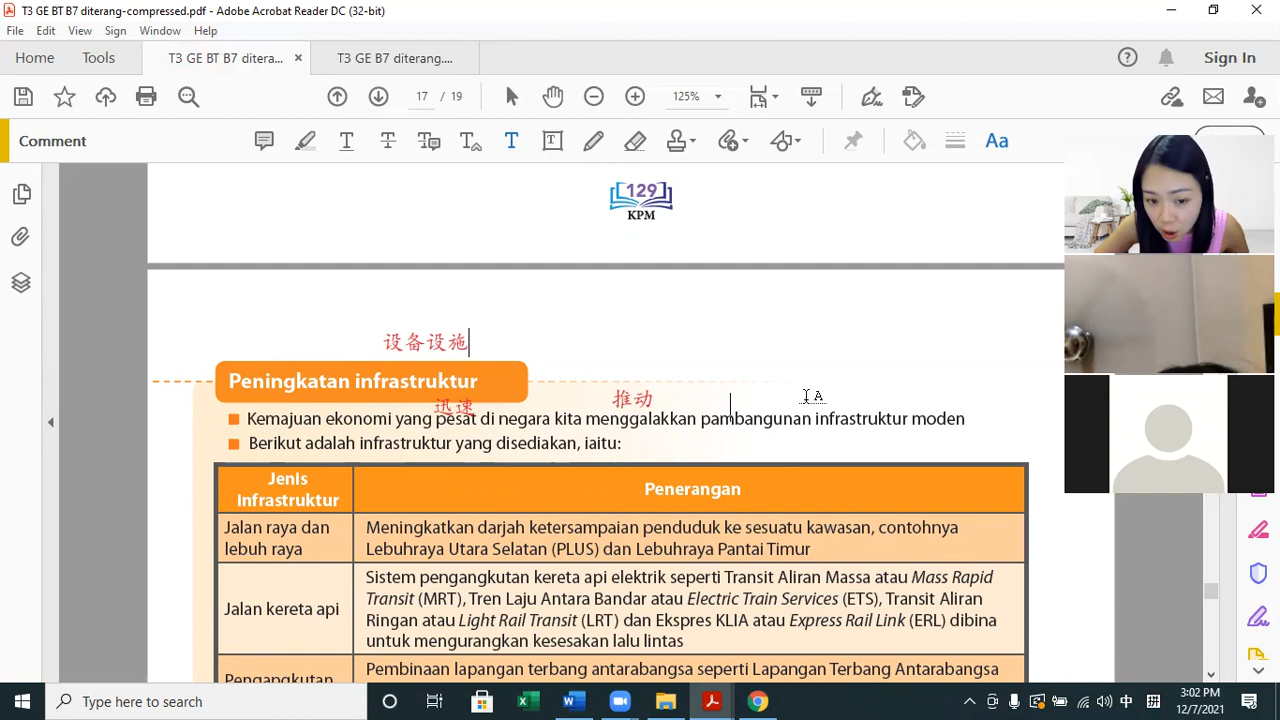 T3 GE BT B7 diterang-compressed.pdf - Adobe Acrobat Reader DC (32-bit)
File Edit View Sign Window Help
Home Tools T3 GE BT B7 ditera... × T3 GE B7 diterang.... Sign In
17 / 19 125%
Comment
129
KPM
设备设施
Peningkatan infrastruktur
迅速 推动
Kemajuan ekonomi yang pesat di negara kita menggalakkan pambangunan infrastruktur moden
Berikut adalah infrastruktur yang disediakan, iaitu:
Jenis infrastruktur Penerangan
Jalan raya dan lebuh raya
Meningkatkan darjah ketersampaian penduduk ke sesuatu kawasan, contohnya
Lebuhraya Utara Selatan (PLUS) dan Lebuhraya Pantai Timur
Jalan kereta api
Sistem pengangkutan kereta api elektrik seperti Transit Aliran Massa atau Mass Rapid
Transit (MRT), Tren Laju Antara Bandar atau Electric Train Services (ETS), Transit Aliran
Ringan atau Light Rail Transit (LRT) dan Ekspres KLIA atau Express Rail Link (ERL) dibina
untuk mengurangkan kesesakan lalu lintas
Pengangkutan
Pembinaan lapangan terbang antarabangsa seperti Lapangan Terbang Antarabangsa
Type here to search
中 拼
3:02 PM
12/7/2021